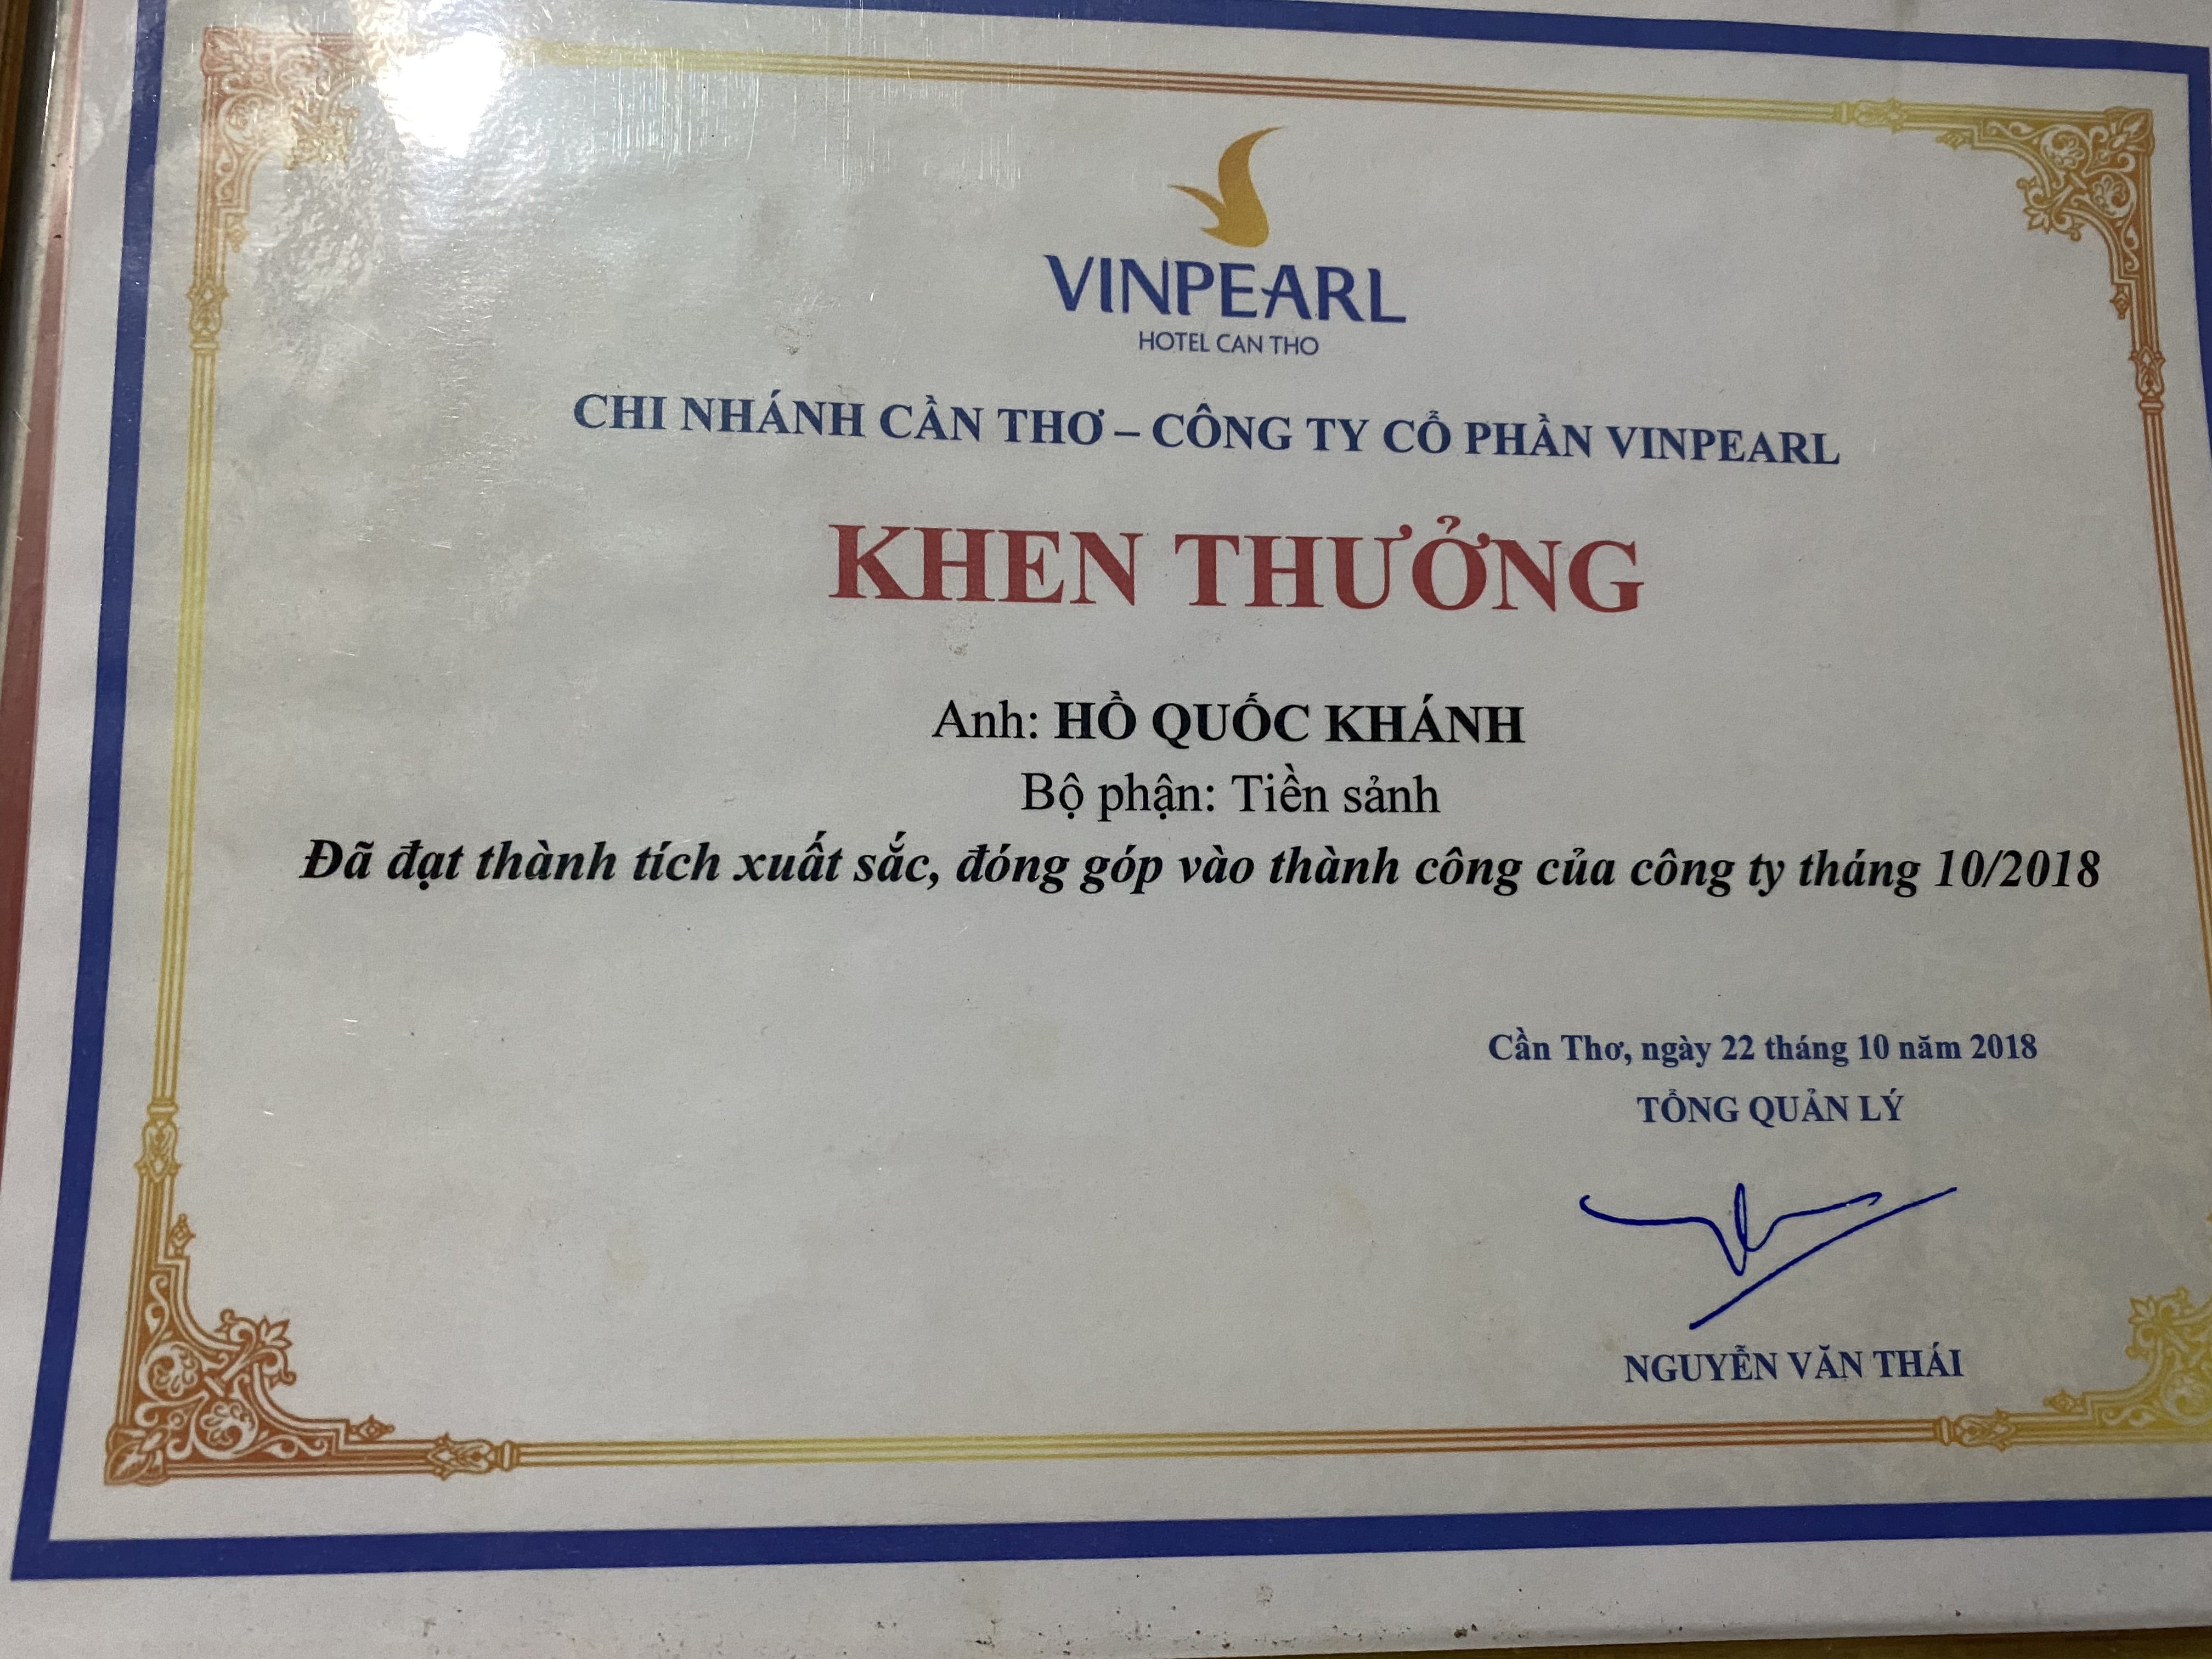 VINPEARL
HOTEL CAN THO
CHI NHÁNH CẦN THƠ – CÔNG TY CỔ PHẦN VINPEARL
KHEN THƯỞNG
Anh: HỒ QUỐC KHÁNH
Bộ phận: Tiền sảnh
Đã đạt thành tích xuất sắc, đóng góp vào thành công của công ty tháng 10/2018
Cần Thơ, ngày 22 tháng 10 năm 2018
TỔNG QUẢN LÝ
NGUYỄN VĂN THÁI